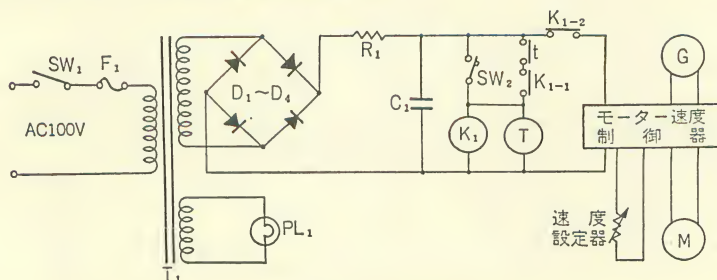 SW₁
F₁
AC100V
T₁
D₁~D₄
PL₁
R₁
C₁
SW₂
K₁
t
K₁₋₁
T
K₁₋₂
G
モーター速度
制御器
速度
設定器
M